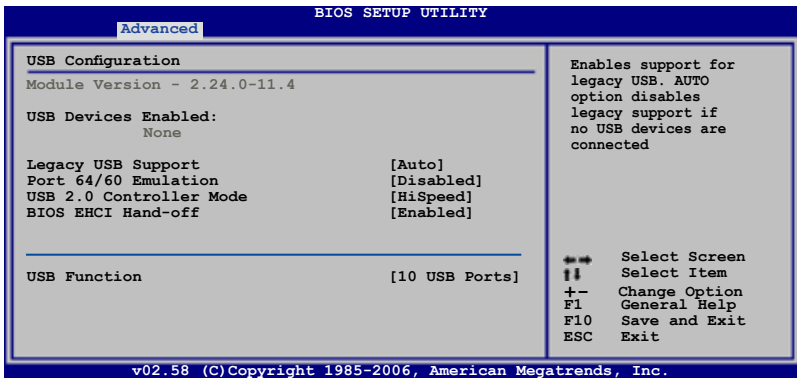 BIOS SETUP UTILITY
Advanced
USB Configuration
Module Version - 2.24.0-11.4
USB Devices Enabled:
None
Legacy USB Support [Auto]
Port 64/60 Emulation [Disabled]
USB 2.0 Controller Mode [HiSpeed]
BIOS EHCI Hand-off [Enabled]
USB Function [10 USB Ports]
Enables support for
legacy USB. AUTO
option disables
legacy support if
no USB devices are
connected
←→ Select Screen
↑↓ Select Item
+- Change Option
F1 General Help
F10 Save and Exit
ESC Exit
v02.58 (C)Copyright 1985-2006, American Megatrends, Inc.